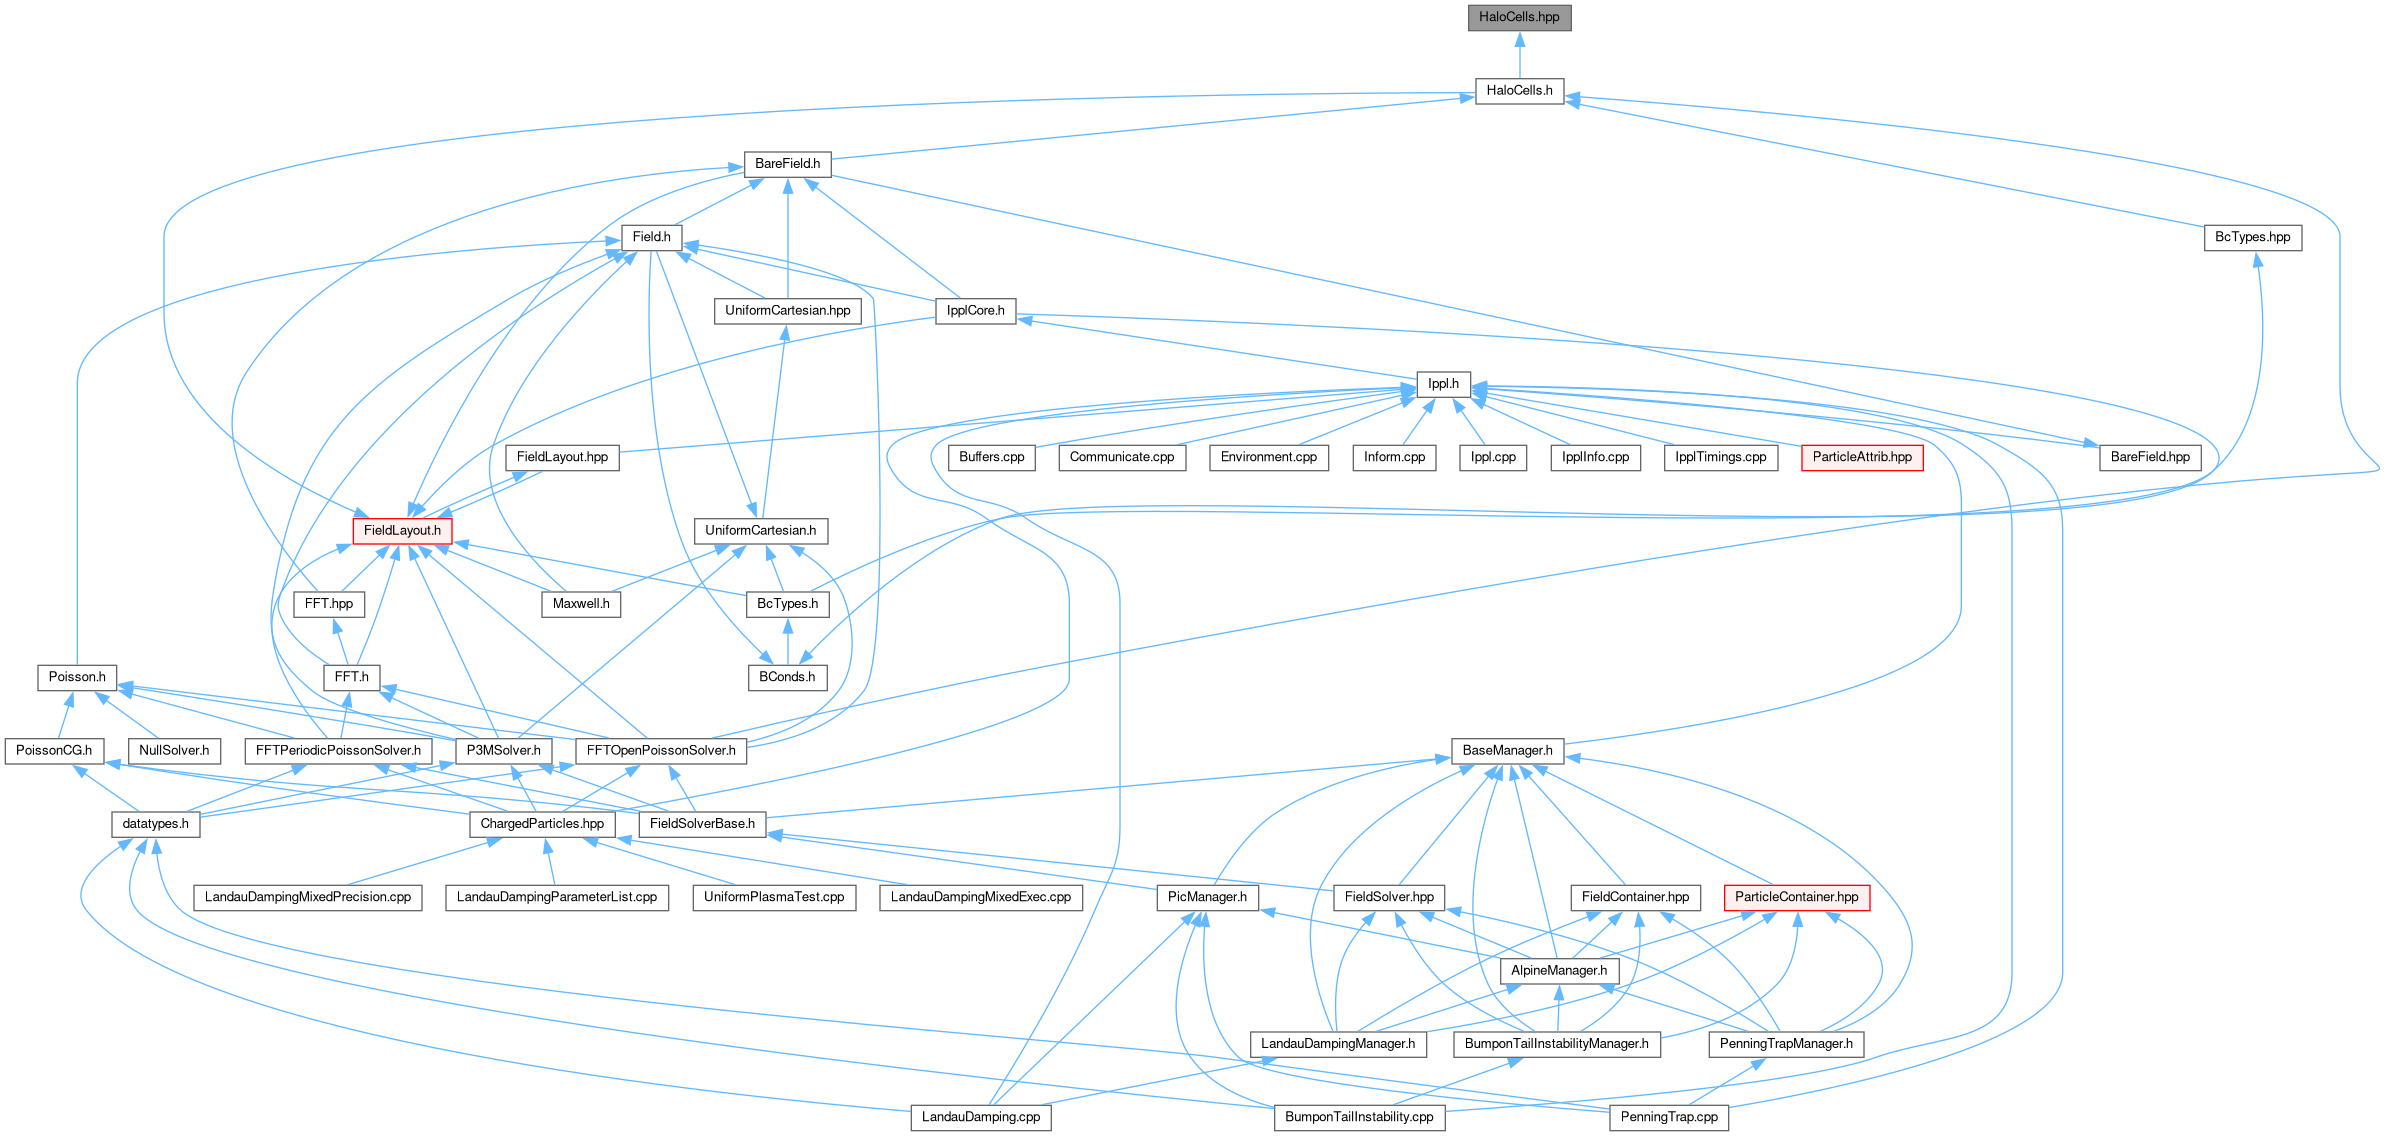 HaloCells.hpp
HaloCells.h
BareField.h
Field.h
BcTypes.hpp
UniformCartesian.hpp
IpplCore.h
Ippl.h
FieldLayout.hpp
Buffers.cpp
Communicate.cpp
Environment.cpp
Inform.cpp
Ippl.cpp
IpplInfo.cpp
IpplTimings.cpp
ParticleAttrib.hpp
BareField.hpp
FieldLayout.h
UniformCartesian.h
FFT.hpp
Maxwell.h
BcTypes.h
Poisson.h
FFT.h
BConds.h
PoissonCG.h
NullSolver.h
FFTPeriodicPoissonSolver.h
P3MSolver.h
FFTOpenPoissonSolver.h
BaseManager.h
datatypes.h
ChargedParticles.hpp
FieldSolverBase.h
LandauDampingMixedPrecision.cpp
LandauDampingParameterList.cpp
UniformPlasmaTest.cpp
LandauDampingMixedExec.cpp
PicManager.h
FieldSolver.hpp
FieldContainer.hpp
ParticleContainer.hpp
AlpineManager.h
LandauDampingManager.h
BumponTailInstabilityManager.h
PenningTrapManager.h
LandauDamping.cpp
BumponTailInstability.cpp
PenningTrap.cpp